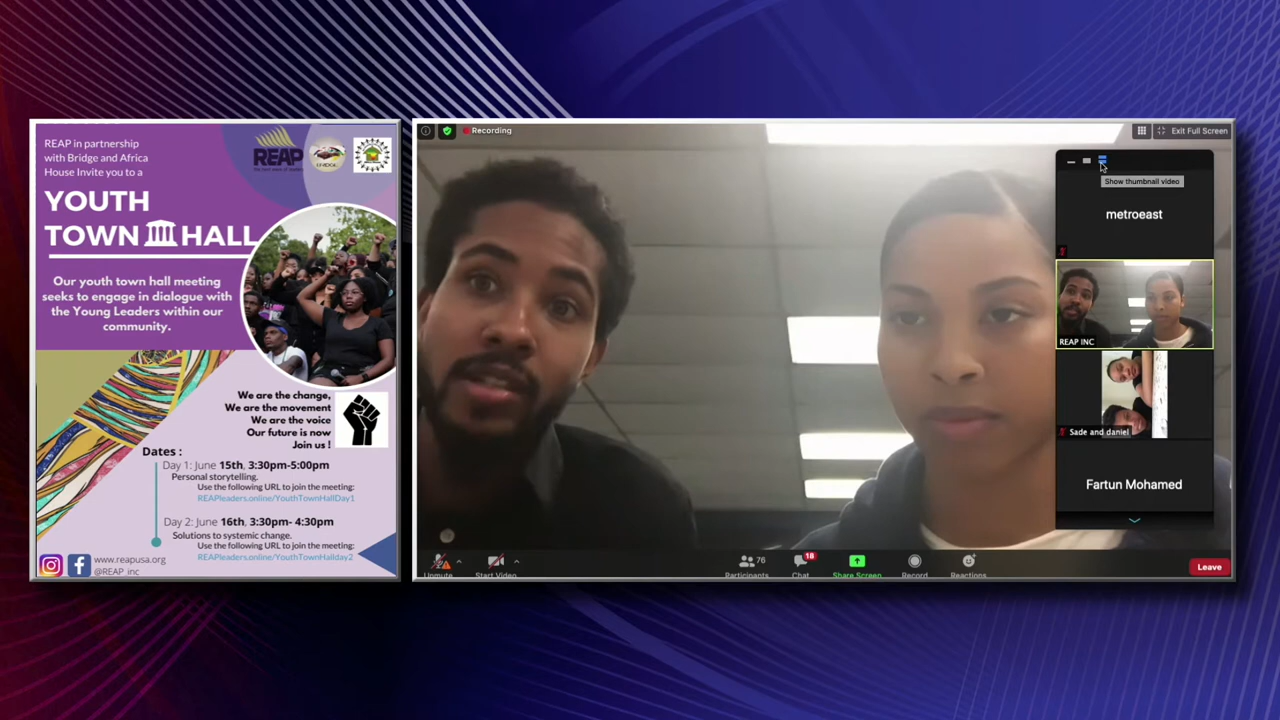 REAP in partnership
with Bridge and Africa
House Invite you to a
REAP
YOUTH
TOWN HALL
Our youth town hall meeting
seeks to engage in dialogue with
the Young Leaders within our
community.
We are the change,
We are the movement
We are the voice
Our future is now
Join us !
Dates :
Day 1: June 15th, 3:30pm-5:00pm
Personal storytelling.
Use the following URL to join the meeting:
REAPleaders.online/YouthTownHallDay1
Day 2: June 16th, 3:30pm- 4:30pm
Solutions to systemic change.
Use the following URL to join the meeting:
REAPleaders.online/YouthTownHallday2
www.reapusa.org
@REAP_inc
Recording
Exit Full Screen
Show thumbnail video
metroeast
REAP INC
Sade and daniel
Fartun Mohamed
Unmute
Start Video
76
Participants
18
Chat
Share Screen
Record
Reactions
Leave